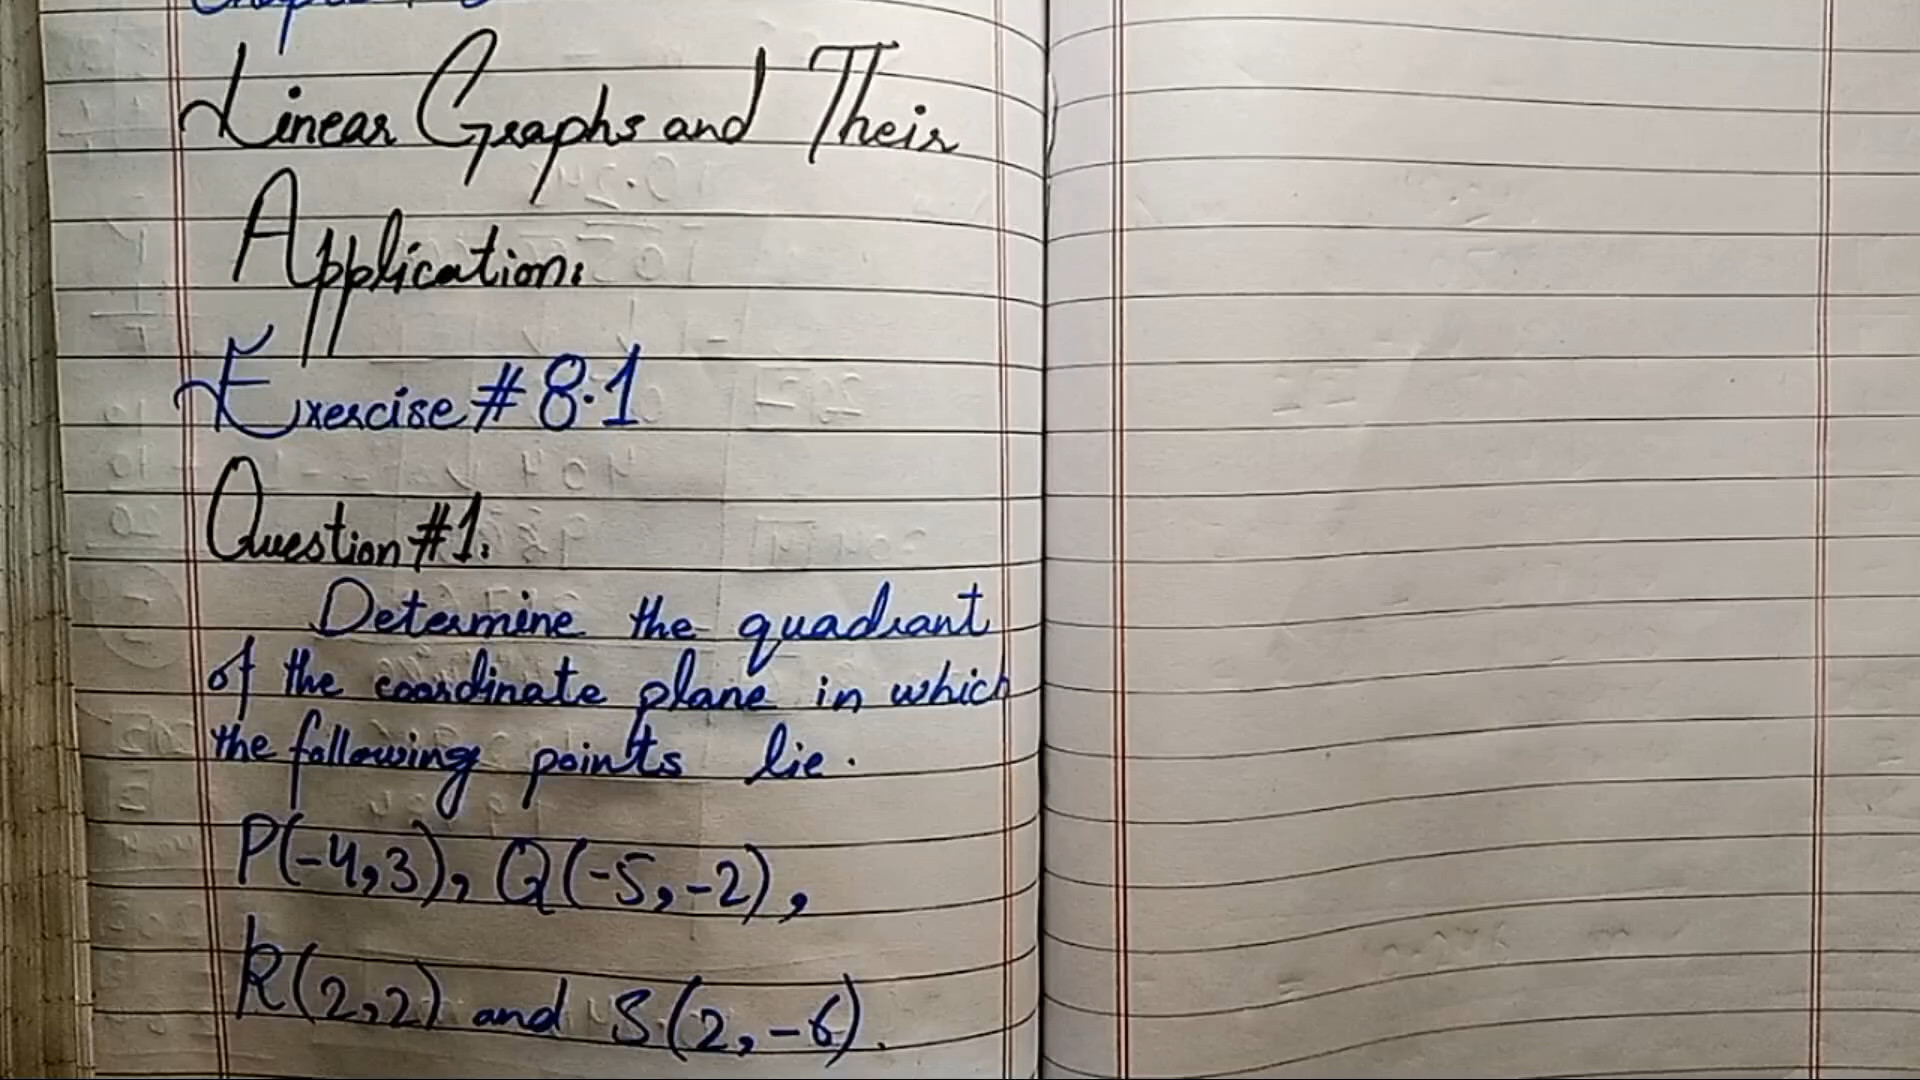 Linear Graphs and Their
Application:
Exercise # 8.1
Question #1:
Determine the quadrant
of the coordinate plane in which
the following points lie.
P(-4,3), Q(-5,-2),
R(2,2) and S(2,-6).